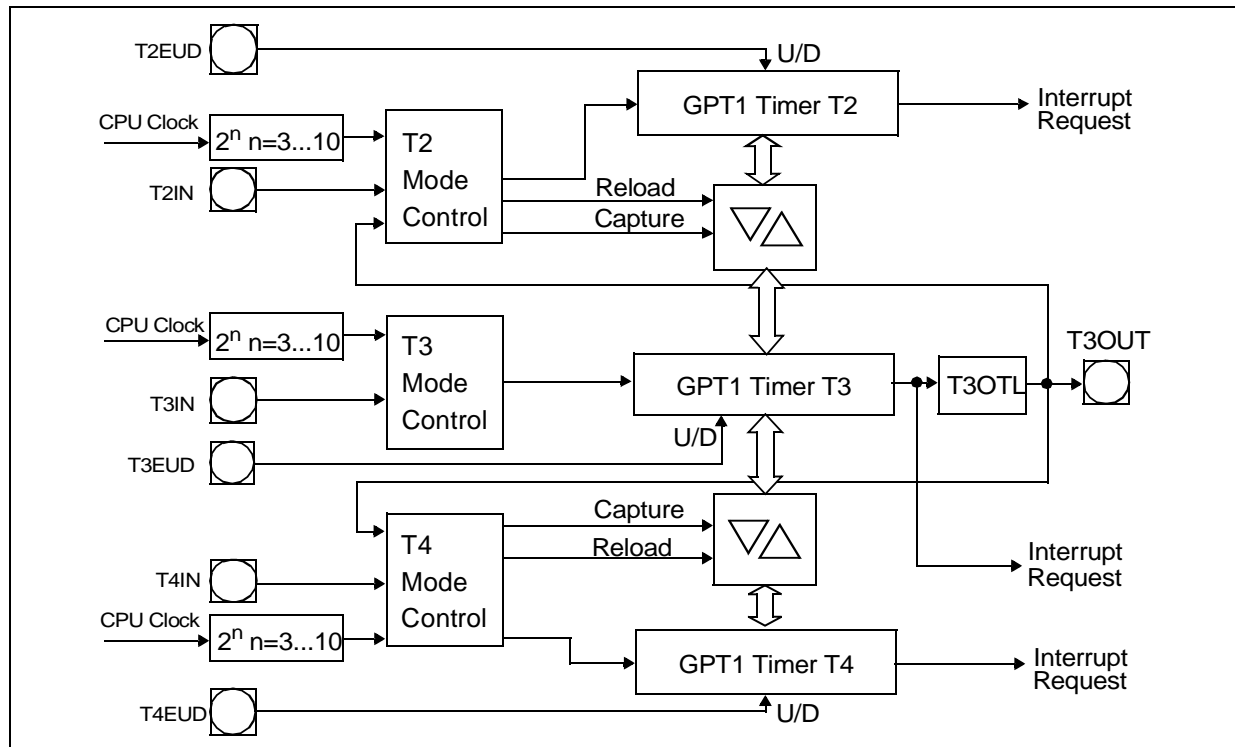 T2EUD
U/D
GPT1 Timer T2
Interrupt
Request
CPU Clock
2ⁿ n=3...10
T2
Mode
Control
T2IN
Reload
Capture
CPU Clock
2ⁿ n=3...10
T3
Mode
Control
T3IN
GPT1 Timer T3
T3OTL
T3OUT
U/D
T3EUD
Capture
Reload
T4
Mode
Control
T4IN
Interrupt
Request
CPU Clock
2ⁿ n=3...10
GPT1 Timer T4
Interrupt
Request
T4EUD
U/D